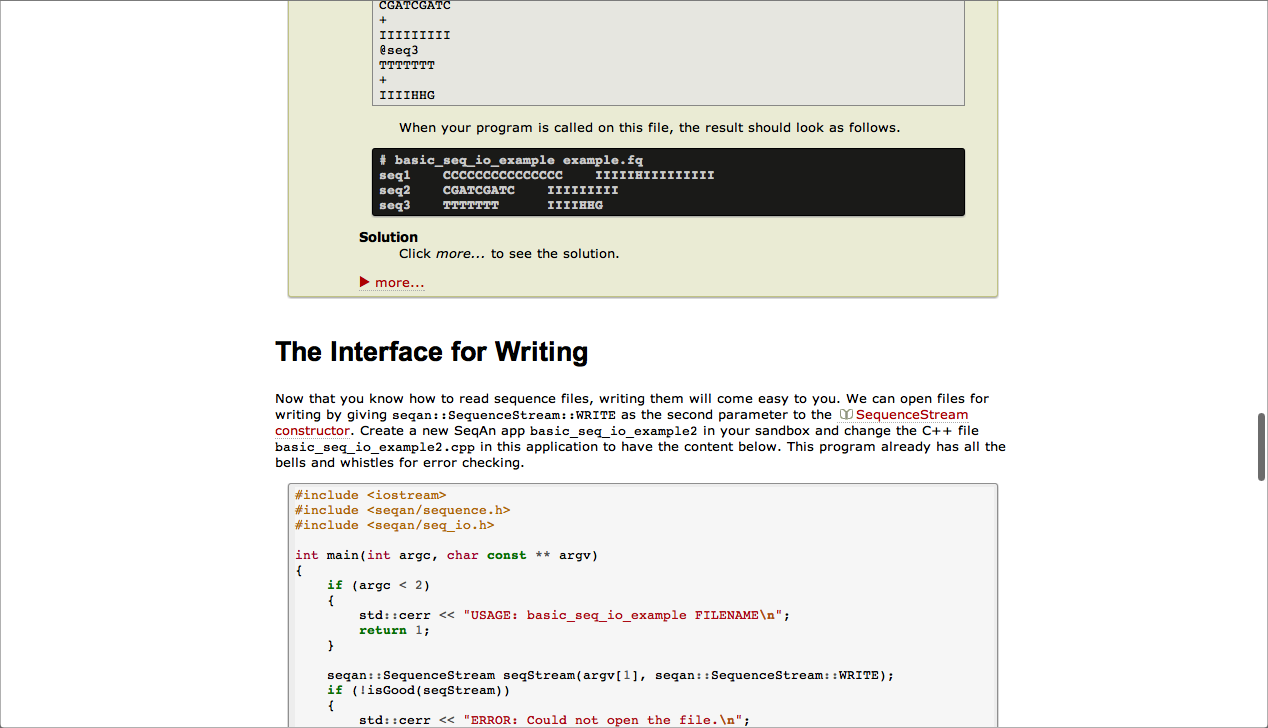 CGATCGATC
+
IIIIIIIII
@seq3
TTTTTTT
+
IIIIHHG
When your program is called on this file, the result should look as follows.
# basic_seq_io_example example.fq
seq1    CCCCCCCCCCCCCCC    IIIIIHIIIIIIIII
seq2    CGATCGATC    IIIIIIIII
seq3    TTTTTTT      IIIIHHG
Solution
Click more... to see the solution.
more...
The Interface for Writing
Now that you know how to read sequence files, writing them will come easy to you. We can open files for
writing by giving seqan::SequenceStream::WRITE as the second parameter to the SequenceStream
constructor. Create a new SeqAn app basic_seq_io_example2 in your sandbox and change the C++ file
basic_seq_io_example2.cpp in this application to have the content below. This program already has all the
bells and whistles for error checking.
#include <iostream>
#include <seqan/sequence.h>
#include <seqan/seq_io.h>
int main(int argc, char const ** argv)
{
    if (argc < 2)
    {
        std::cerr << "USAGE: basic_seq_io_example FILENAME\n";
        return 1;
    }
    seqan::SequenceStream seqStream(argv[1], seqan::SequenceStream::WRITE);
    if (!isGood(seqStream))
    {
        std::cerr << "ERROR: Could not open the file.\n";